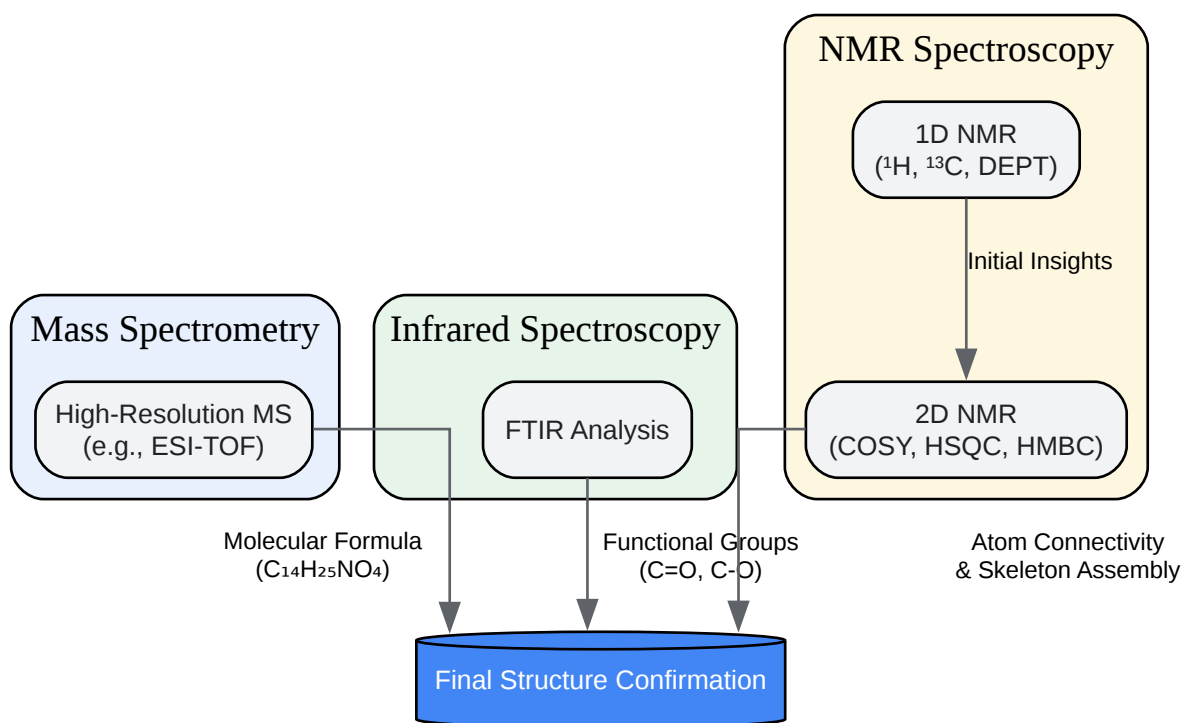 NMR Spectroscopy
1D NMR
(¹H, ¹³C, DEPT)
Initial Insights
Mass Spectrometry
Infrared Spectroscopy
High-Resolution MS
(e.g., ESI-TOF)
FTIR Analysis
2D NMR
(COSY, HSQC, HMBC)
Molecular Formula
(C₁₄H₂₅NO₄)
Functional Groups
(C=O, C-O)
Atom Connectivity
& Skeleton Assembly
Final Structure Confirmation